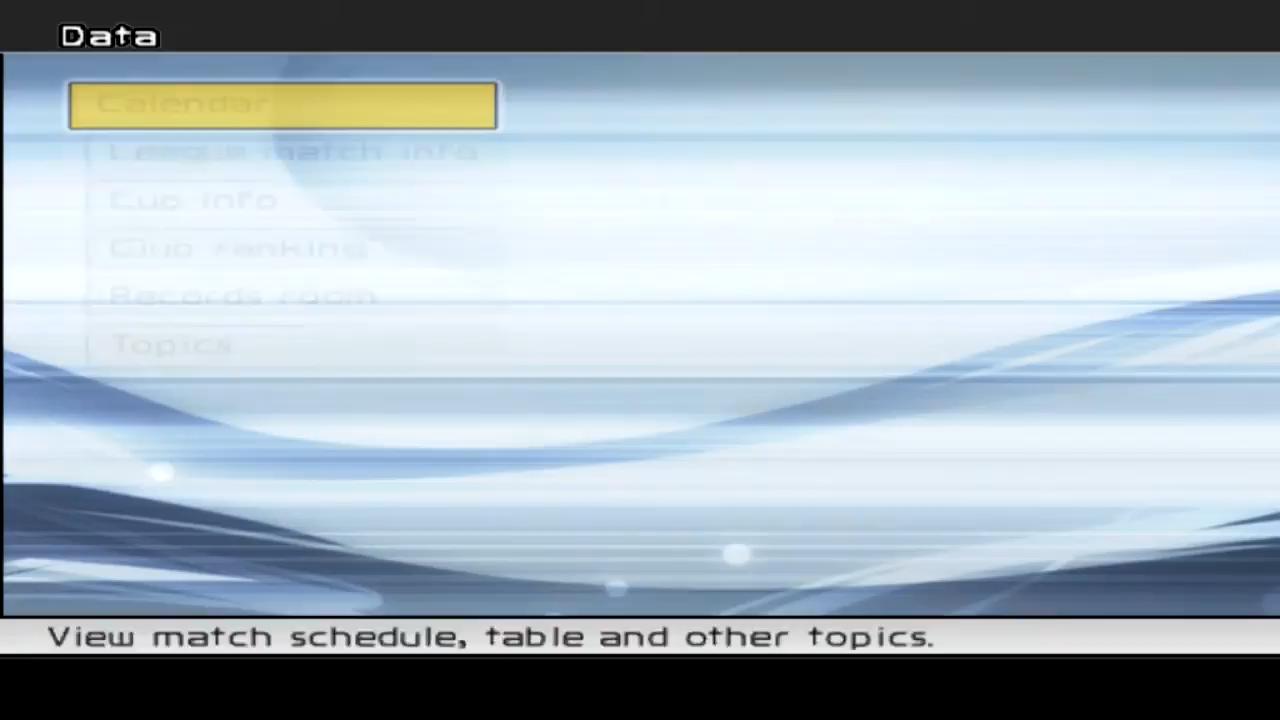 Data
Calendar
League match info
Cup info
Club ranking
Records room
Topics
View match schedule, table and other topics.